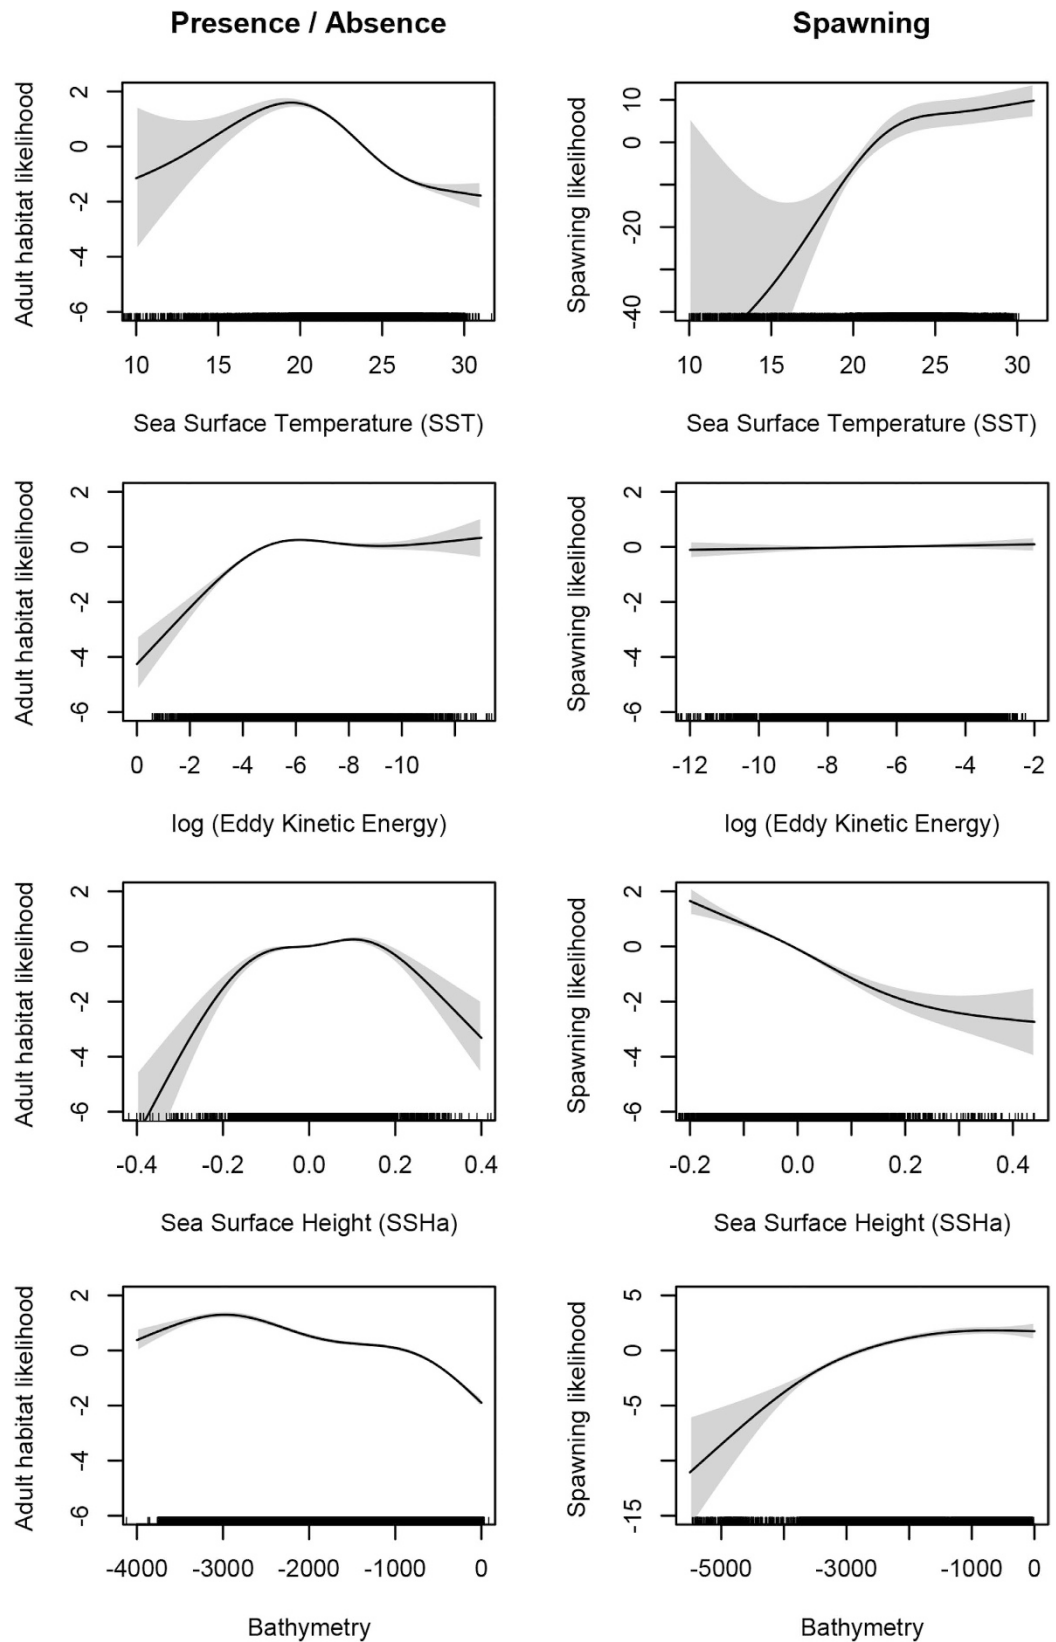 Presence / Absence
Adult habitat likelihood
2
0
-2
-4
-6
10 15 20 25 30
Sea Surface Temperature (SST)
Spawning
Spawning likelihood
10
0
-20
-40
10 15 20 25 30
Sea Surface Temperature (SST)
Adult habitat likelihood
2
0
-2
-4
-6
0 -2 -4 -6 -8 -10
log (Eddy Kinetic Energy)
Spawning likelihood
2
0
-2
-4
-6
-12 -10 -8 -6 -4 -2
log (Eddy Kinetic Energy)
Adult habitat likelihood
2
0
-2
-4
-6
-0.4 -0.2 0.0 0.2 0.4
Sea Surface Height (SSHa)
Spawning likelihood
2
0
-2
-4
-6
-0.2 0.0 0.2 0.4
Sea Surface Height (SSHa)
Adult habitat likelihood
2
0
-2
-4
-6
-4000 -3000 -2000 -1000 0
Bathymetry
Spawning likelihood
5
0
-5
-15
-5000 -3000 -1000 0
Bathymetry